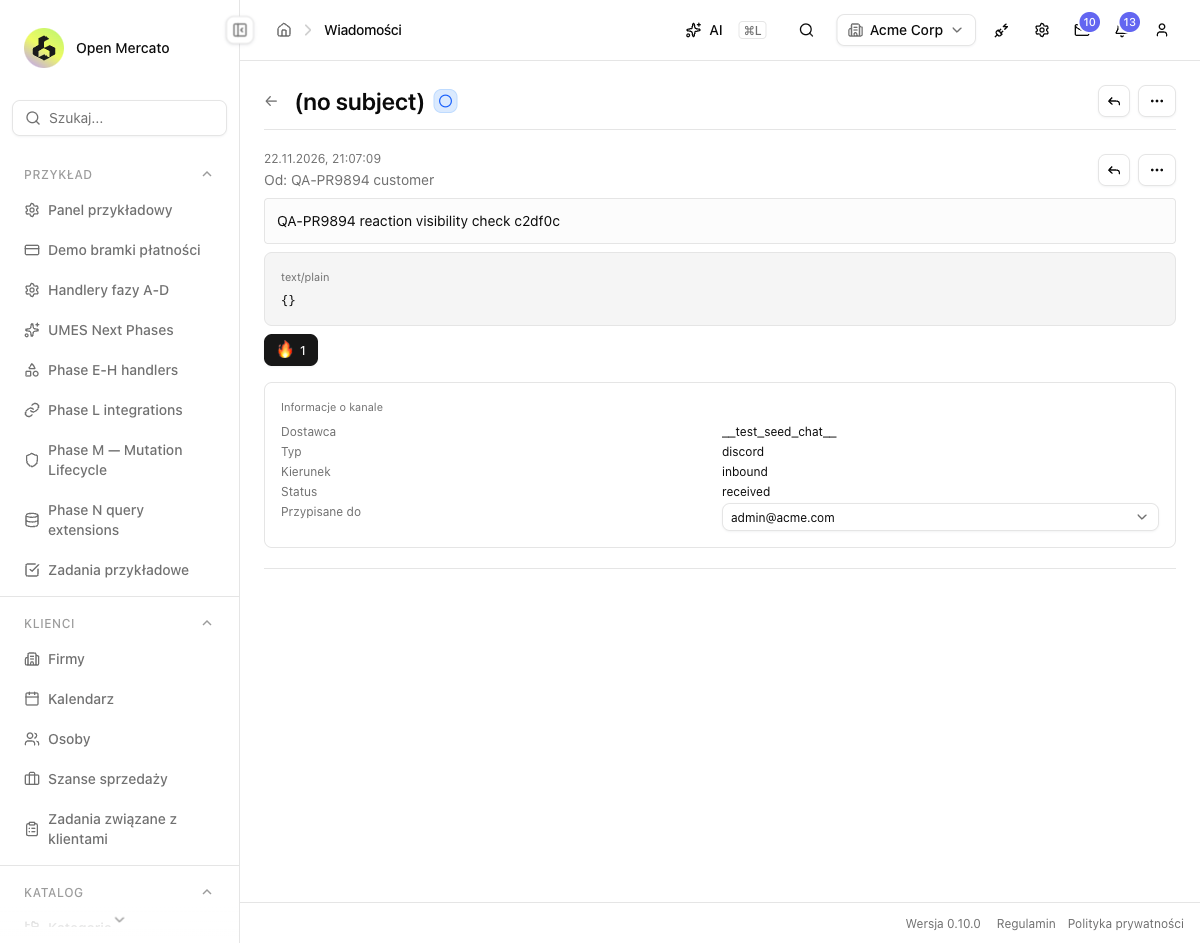 Open Mercato
Wiadomości
AI
⌘L
Acme Corp
10
13
Szukaj...
PRZYKŁAD
Panel przykładowy
Demo bramki płatności
Handlery fazy A-D
UMES Next Phases
Phase E-H handlers
Phase L integrations
Phase M — Mutation
Lifecycle
Phase N query
extensions
Zadania przykładowe
KLIENCI
Firmy
Kalendarz
Osoby
Szanse sprzedaży
Zadania związane z
klientami
KATALOG
(no subject)
22.11.2026, 21:07:09
Od: QA-PR9894 customer
QA-PR9894 reaction visibility check c2df0c
text/plain
{}
🔥 1
Informacje o kanale
Dostawca __test_seed_chat__
Typ discord
Kierunek inbound
Status received
Przypisane do admin@acme.com
Wersja 0.10.0 Regulamin Polityka prywatności